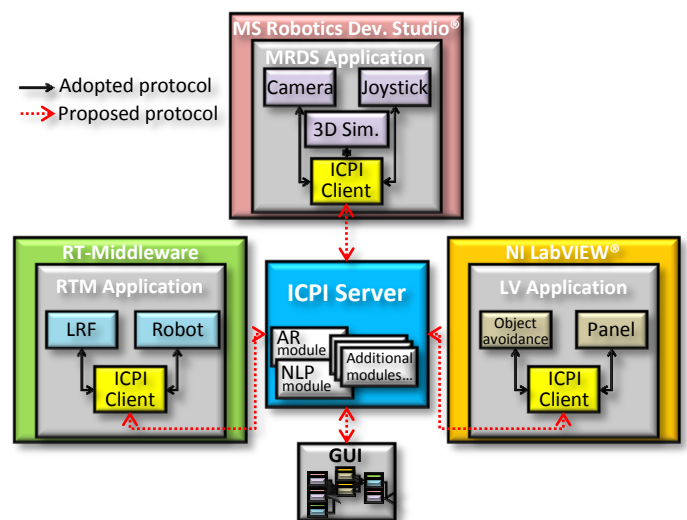 MS Robotics Dev. Studio®
MRDS Application
Camera
Joystick
3D Sim.
ICPI
Client
Adopted protocol
Proposed protocol
RT-Middleware
RTM Application
LRF
Robot
ICPI
Client
ICPI Server
AR
module
NLP
module
Additional
modules...
NI LabVIEW®
LV Application
Object
avoidance
Panel
ICPI
Client
GUI